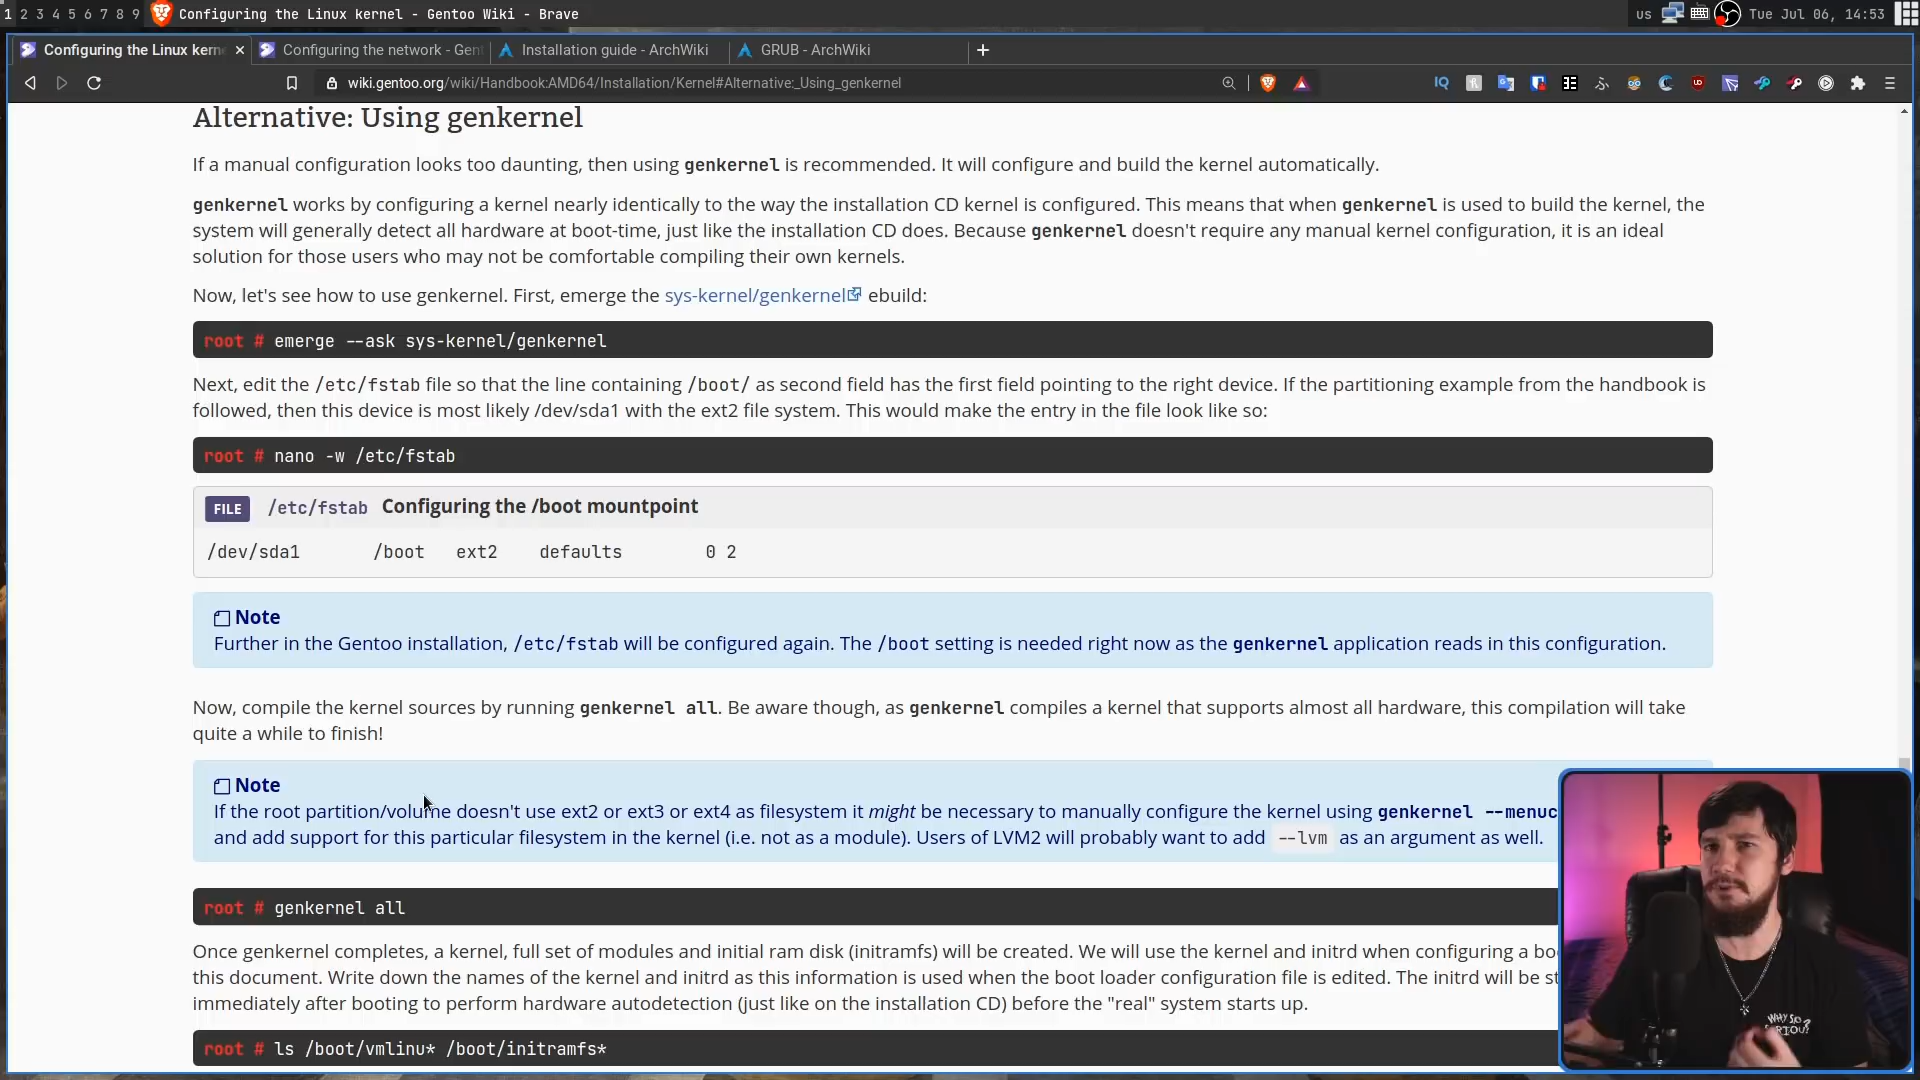 1 2 3 4 5 6 7 8 9 Configuring the Linux kernel - Gentoo Wiki - Brave us Tue Jul 06, 14:53
Configuring the Linux kern Configuring the network - Gent Installation guide - ArchWiki GRUB - ArchWiki
wiki.gentoo.org/wiki/Handbook:AMD64/Installation/Kernel#Alternative:_Using_genkernel
Alternative: Using genkernel
If a manual configuration looks too daunting, then using genkernel is recommended. It will configure and build the kernel automatically.
genkernel works by configuring a kernel nearly identically to the way the installation CD kernel is configured. This means that when genkernel is used to build the kernel, the
system will generally detect all hardware at boot-time, just like the installation CD does. Because genkernel doesn't require any manual kernel configuration, it is an ideal
solution for those users who may not be comfortable compiling their own kernels.
Now, let's see how to use genkernel. First, emerge the sys-kernel/genkernel ebuild:
root # emerge --ask sys-kernel/genkernel
Next, edit the /etc/fstab file so that the line containing /boot/ as second field has the first field pointing to the right device. If the partitioning example from the handbook is
followed, then this device is most likely /dev/sda1 with the ext2 file system. This would make the entry in the file look like so:
root # nano -w /etc/fstab
FILE /etc/fstab Configuring the /boot mountpoint
/dev/sda1 /boot ext2 defaults 0 2
Note
Further in the Gentoo installation, /etc/fstab will be configured again. The /boot setting is needed right now as the genkernel application reads in this configuration.
Now, compile the kernel sources by running genkernel all. Be aware though, as genkernel compiles a kernel that supports almost all hardware, this compilation will take
quite a while to finish!
Note
If the root partition/volume doesn't use ext2 or ext3 or ext4 as filesystem it might be necessary to manually configure the kernel using genkernel --menuc
and add support for this particular filesystem in the kernel (i.e. not as a module). Users of LVM2 will probably want to add --lvm as an argument as well.
root # genkernel all
Once genkernel completes, a kernel, full set of modules and initial ram disk (initramfs) will be created. We will use the kernel and initrd when configuring a boo
this document. Write down the names of the kernel and initrd as this information is used when the boot loader configuration file is edited. The initrd will be st
immediately after booting to perform hardware autodetection (just like on the installation CD) before the "real" system starts up.
root # ls /boot/vmlinu* /boot/initramfs*
WHY SO